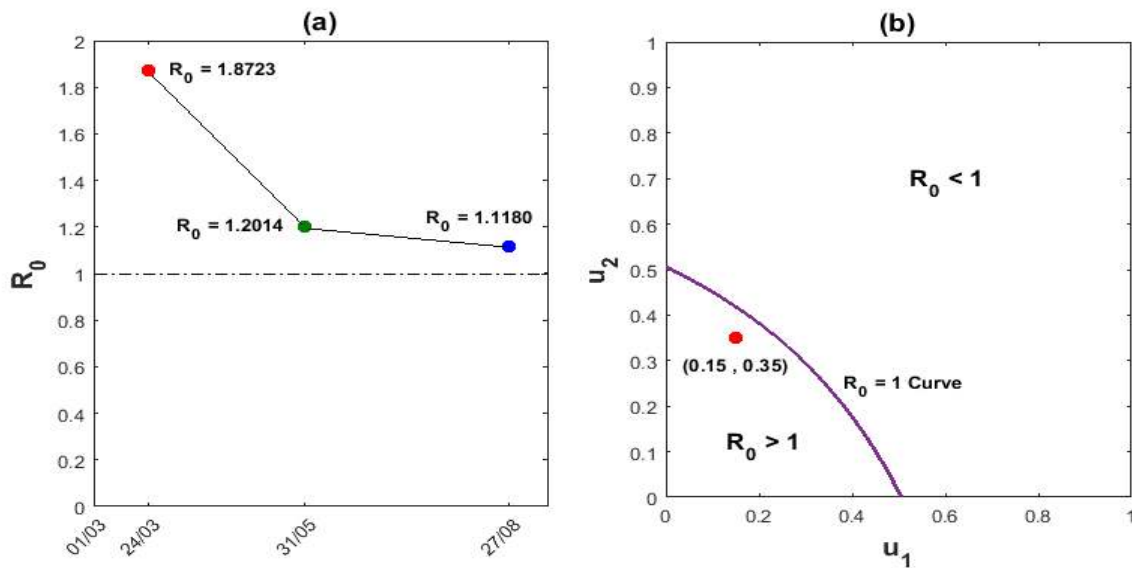 (a)
2
1.8
1.6
1.4
1.2
1
0.8
0.6
0.4
0.2
0
R0
R0 = 1.8723
R0 = 1.2014
R0 = 1.1180
01/03
24/03
31/05
27/08
(b)
1
0.9
0.8
0.7
0.6
0.5
0.4
0.3
0.2
0.1
0
u2
R0 < 1
(0.15 , 0.35)
R0 = 1 Curve
R0 > 1
0
0.2
0.4
0.6
0.8
1
u1